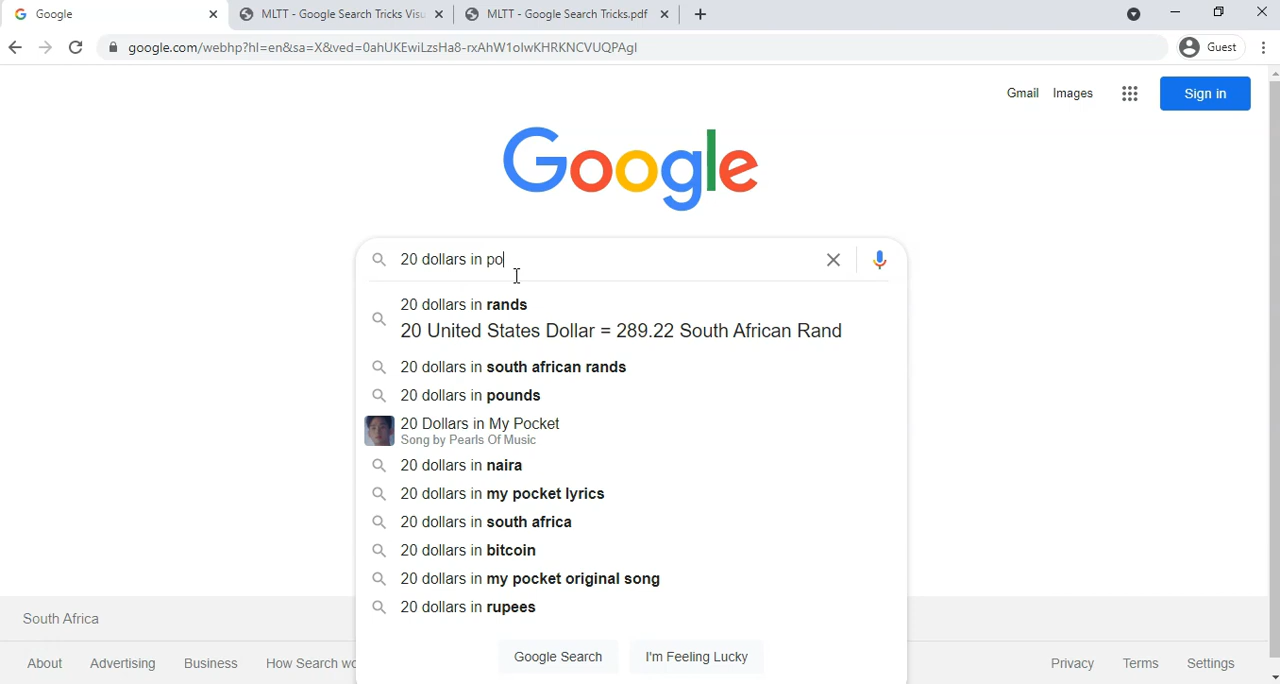 Google
MLTT - Google Search Tricks Visu
MLTT - Google Search Tricks.pdf
google.com/webhp?hl=en&sa=X&ved=0ahUKEwiLzsHa8-rxAhW1olwKHRKNCVUQPAgI
Guest
Gmail Images
Sign in
Google
20 dollars in po
20 dollars in rands
20 United States Dollar = 289.22 South African Rand
20 dollars in south african rands
20 dollars in pounds
20 Dollars in My Pocket
Song by Pearls Of Music
20 dollars in naira
20 dollars in my pocket lyrics
20 dollars in south africa
20 dollars in bitcoin
20 dollars in my pocket original song
20 dollars in rupees
Google Search I'm Feeling Lucky
South Africa
About Advertising Business How Search wo Privacy Terms Settings